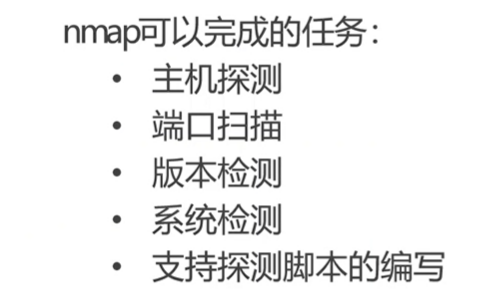 nmap可以完成的任务：
• 主机探测
• 端口扫描
• 版本检测
• 系统检测
• 支持探测脚本的编写